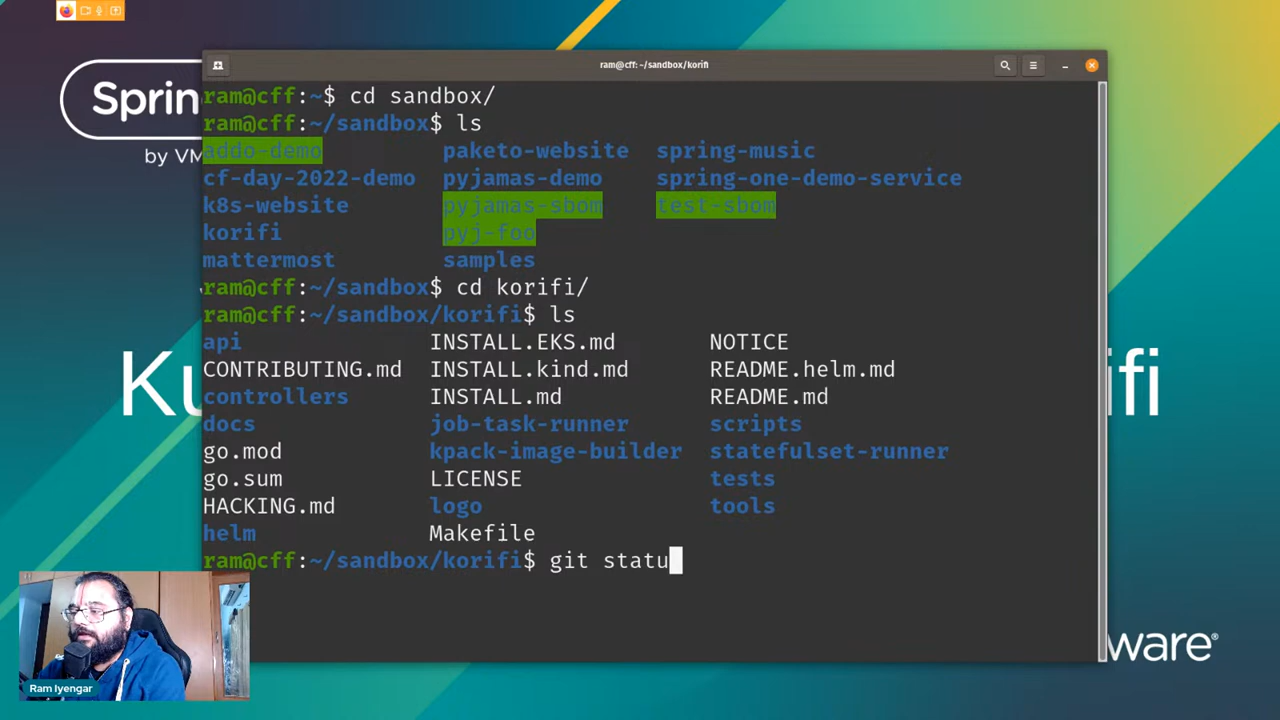 Spring
by VM
ram@cff: ~/sandbox/korifi
ram@cff:~$ cd sandbox/
ram@cff:~/sandbox$ ls
addo-demo paketo-website spring-music
cf-day-2022-demo pyjamas-demo spring-one-demo-service
k8s-website pyjamas-sbom test-sbom
korifi pyj-foo
mattermost samples
ram@cff:~/sandbox$ cd korifi/
ram@cff:~/sandbox/korifi$ ls
api INSTALL.EKS.md NOTICE
CONTRIBUTING.md INSTALL.kind.md README.helm.md
controllers INSTALL.md README.md
docs job-task-runner scripts
go.mod kpack-image-builder statefulset-runner
go.sum LICENSE tests
HACKING.md logo tools
helm Makefile
ram@cff:~/sandbox/korifi$ git statu
Ku
ifi
ware®
Ram Iyengar